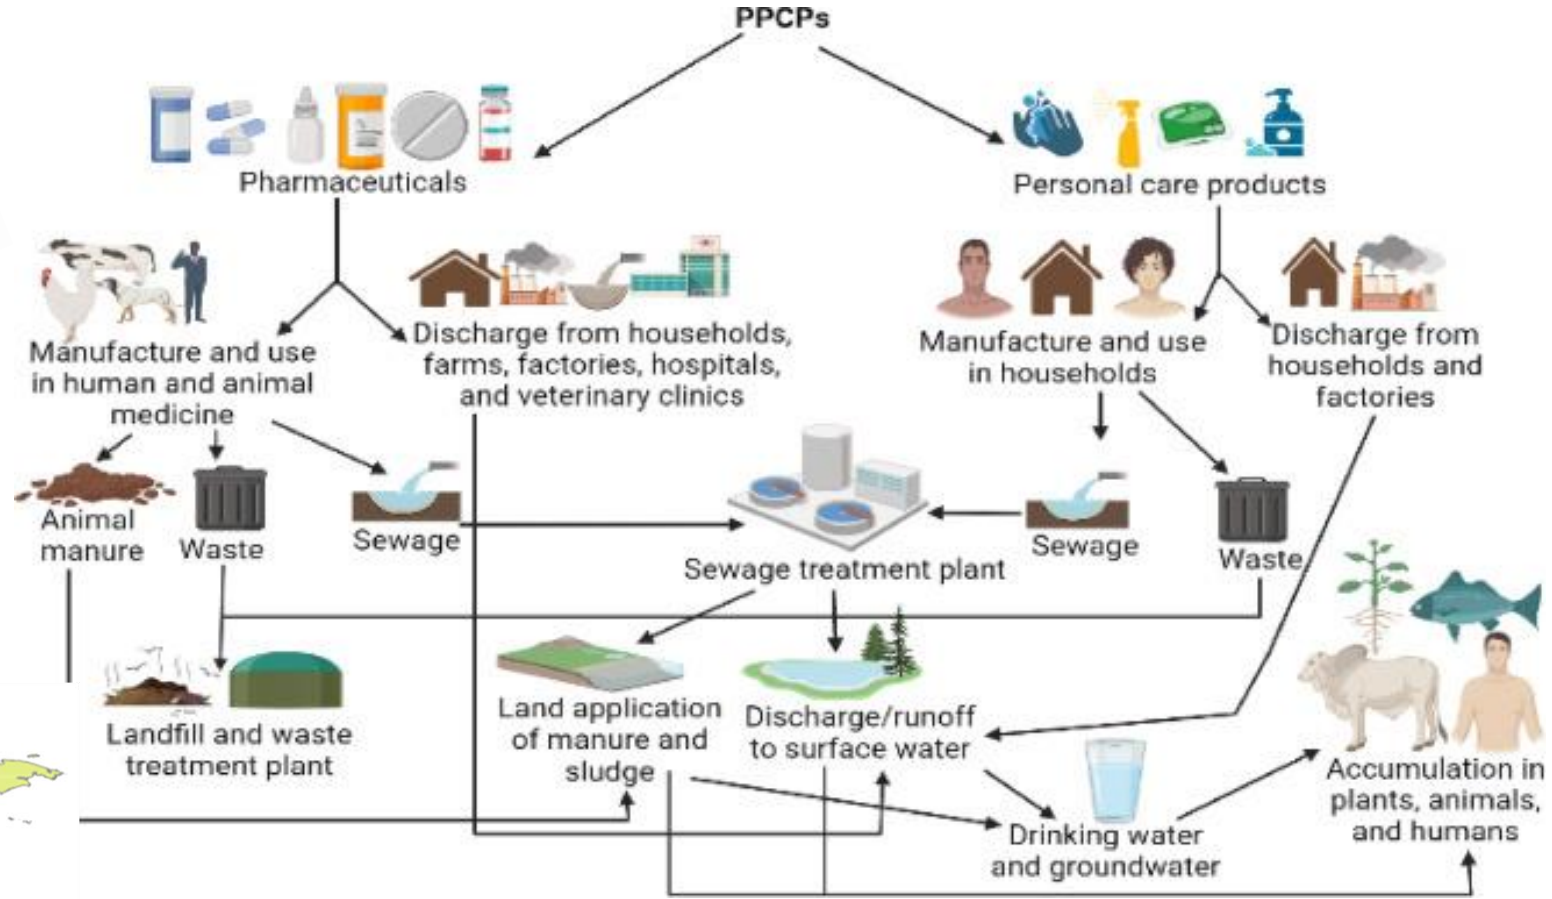 PPCPs
Pharmaceuticals
Personal care products
Manufacture and use
in human and animal
medicine
Discharge from households,
farms, factories, hospitals,
and veterinary clinics
Manufacture and use
in households
Discharge from
households and
factories
Animal
manure
Waste
Sewage
Sewage treatment plant
Sewage
Waste
Landfill and waste
treatment plant
Land application
of manure and
sludge
Discharge/runoff
to surface water
Drinking water
and groundwater
Accumulation in
plants, animals,
and humans